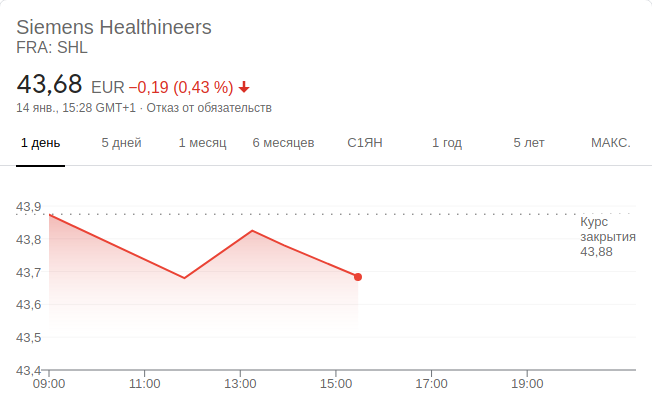 Siemens Healthineers
FRA: SHL
43,68 EUR −0,19 (0,43 %)
14 янв., 15:28 GMT+1 · Отказ от обязательств
1 день 5 дней 1 месяц 6 месяцев С1ЯН 1 год 5 лет МАКС.
43,9
Курс
закрытия
43,88
43,8
43,7
43,6
43,5
43,4
09:00 11:00 13:00 15:00 17:00 19:00